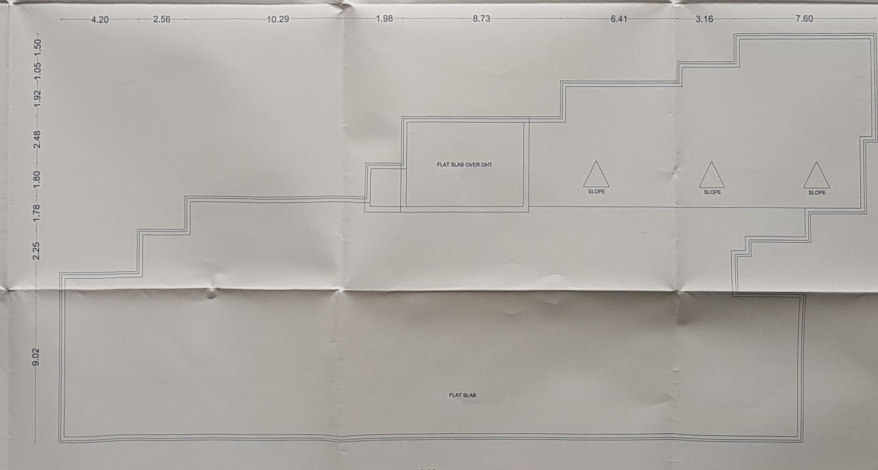 4.20 2.56 10.29 1.98 8.73 6.41 3.16 7.60
1.50
1.05
1.92
2.48
1.80
1.78
2.25
9.02
FLAT SLAB OVER OHT
SLOPE SLOPE SLOPE
FLAT SLAB